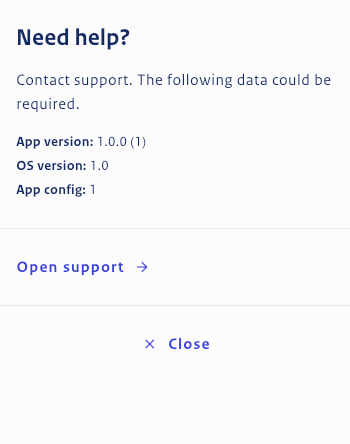 Need help?
Contact support. The following data could be
required.
App version: 1.0.0 (1)
OS version: 1.0
App config: 1
Open support
Close